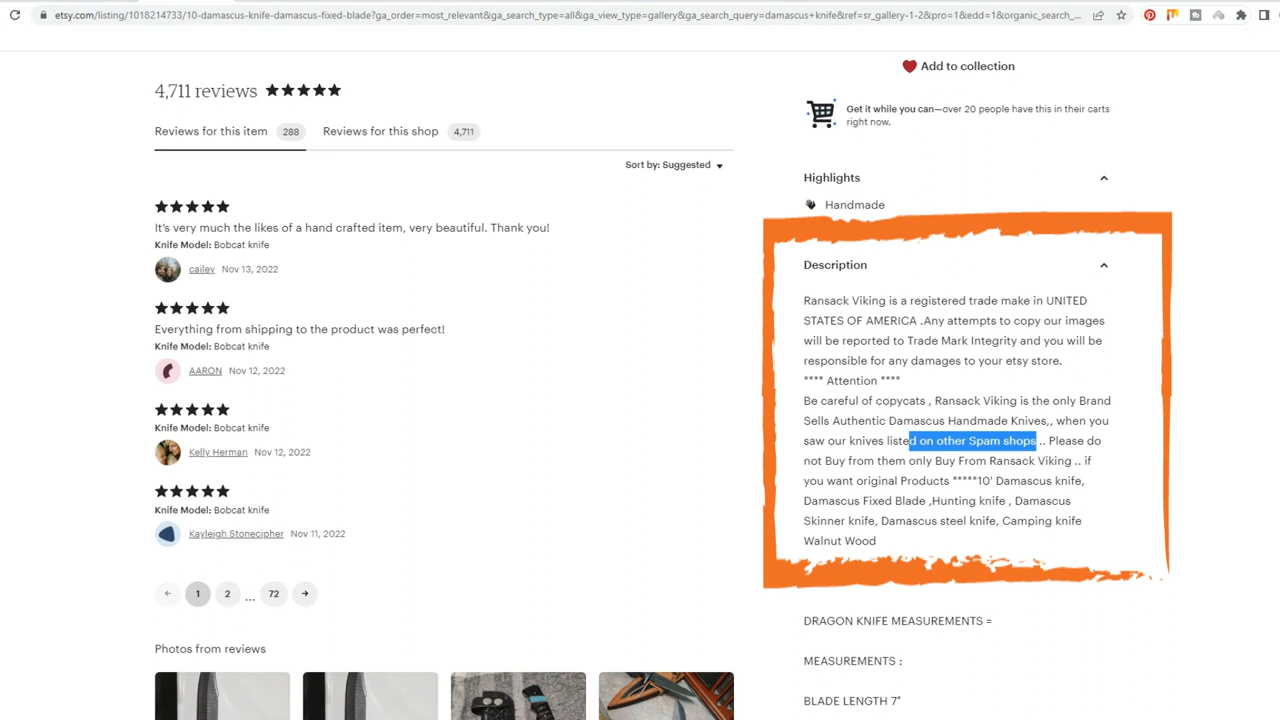 etsy.com/listing/1018214733/10-damascus-knife-damascus-fixed-blade?ga_order=most_relevant&ga_search_type=all&ga_view_type=gallery&ga_search_query=damascus+knife&ref=sr_gallery-1-2&pro=1&edd=1&organic_search_...
4,711 reviews
Reviews for this item 288 Reviews for this shop 4,711
Sort by: Suggested
It's very much the likes of a hand crafted item, very beautiful. Thank you!
Knife Model: Bobcat knife
cailey Nov 13, 2022
Everything from shipping to the product was perfect!
Knife Model: Bobcat knife
AARON Nov 12, 2022
Knife Model: Bobcat knife
Kelly Herman Nov 12, 2022
Knife Model: Bobcat knife
Kayleigh Stonecipher Nov 11, 2022
1 2 ... 72
Photos from reviews
Add to collection
Get it while you can—over 20 people have this in their carts
right now.
Highlights
Handmade
Description
Ransack Viking is a registered trade make in UNITED
STATES OF AMERICA .Any attempts to copy our images
will be reported to Trade Mark Integrity and you will be
responsible for any damages to your etsy store.
**** Attention ****
Be careful of copycats , Ransack Viking is the only Brand
Sells Authentic Damascus Handmade Knives,, when you
saw our knives listed on other Spam shops .. Please do
not Buy from them only Buy From Ransack Viking .. if
you want original Products *****10' Damascus knife,
Damascus Fixed Blade ,Hunting knife , Damascus
Skinner knife, Damascus steel knife, Camping knife
Walnut Wood
DRAGON KNIFE MEASUREMENTS =
MEASUREMENTS :
BLADE LENGTH 7"